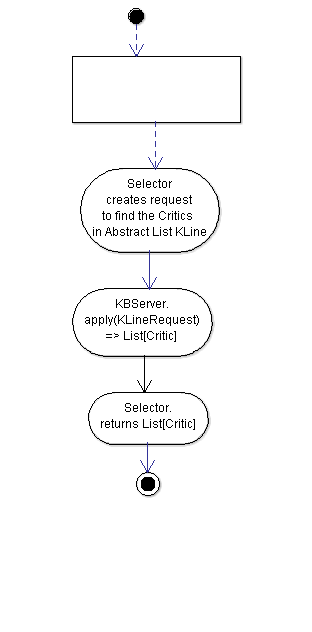 Selector
creates request
to find the Critics
in Abstract List KLine
KBServer.
apply(KLineRequest)
=> List[Critic]
Selector.
returns List[Critic]